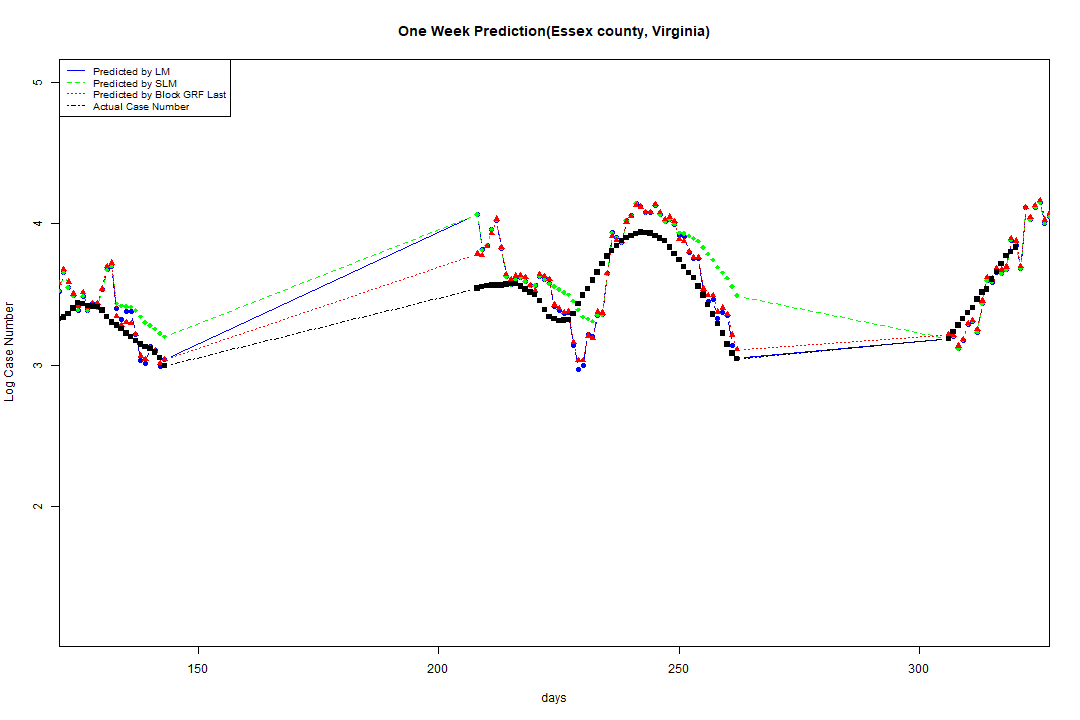 One Week Prediction(Essex county, Virginia)
Predicted by LM
Predicted by SLM
Predicted by Block GRF Last
Actual Case Number
5
4
3
2
Log Case Number
150
200
250
300
days